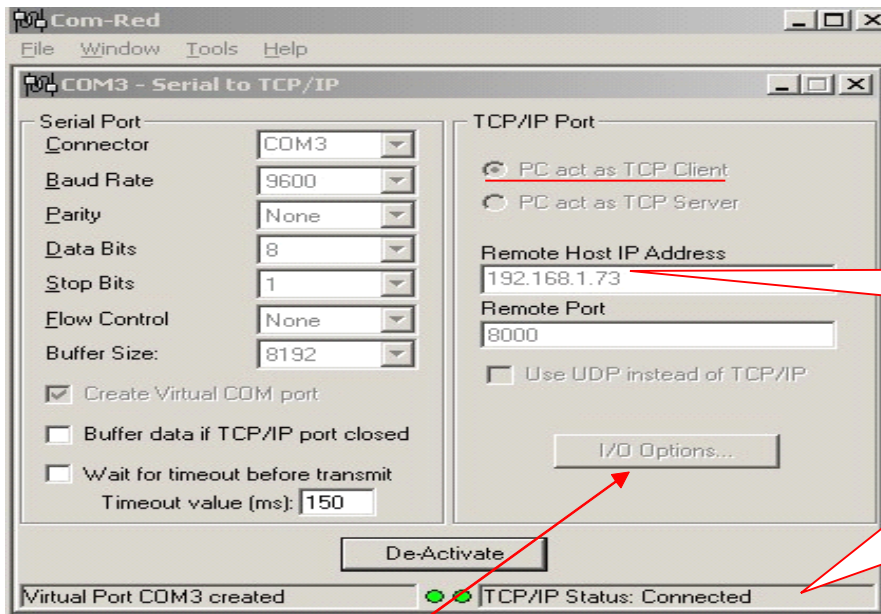 Com-Red
File Window Tools Help
COM3 - Serial to TCP/IP
Serial Port
Connector COM3
Baud Rate 9600
Parity None
Data Bits 8
Stop Bits 1
Flow Control None
Buffer Size: 8192
Create Virtual COM port
Buffer data if TCP/IP port closed
Wait for timeout before transmit
Timeout value (ms): 150
TCP/IP Port
PC act as TCP Client
PC act as TCP Server
Remote Host IP Address
192.168.1.73
Remote Port
8000
Use UDP instead of TCP/IP
I/O Options...
De-Activate
Virtual Port COM3 created
TCP/IP Status: Connected